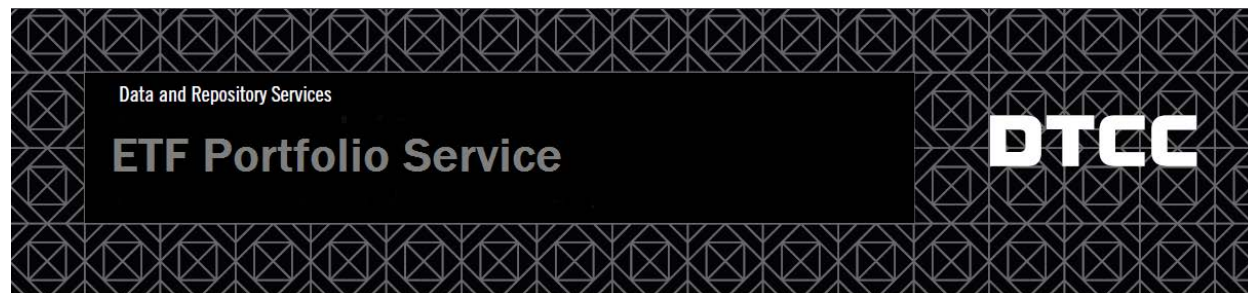 Data and Repository Services
ETF Portfolio Service
DTCC